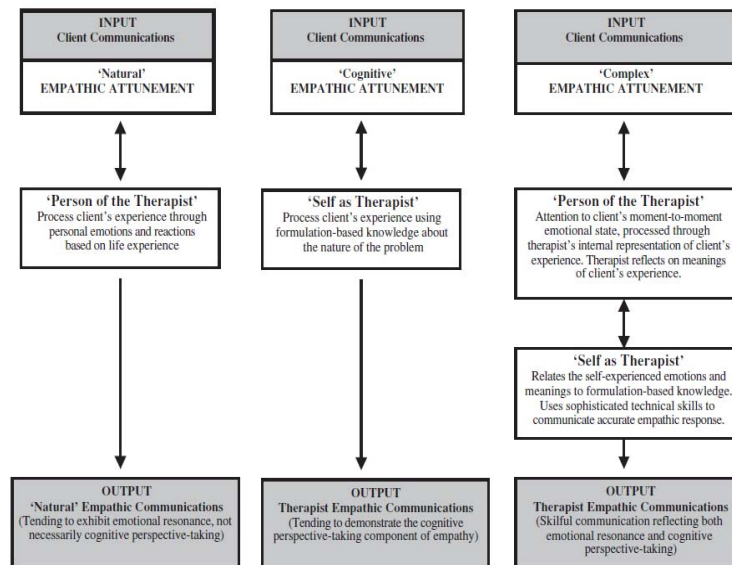 INPUT
Client Communications
‘Natural’
EMPATHIC ATTUNEMENT
‘Person of the Therapist’
Process client’s experience through
personal emotions and reactions
based on life experience
OUTPUT
‘Natural’ Empathic Communications
(Tending to exhibit emotional resonance, not
necessarily cognitive perspective-taking)
INPUT
Client Communications
‘Cognitive’
EMPATHIC ATTUNEMENT
‘Self as Therapist’
Process client’s experience using
formulation-based knowledge about
the nature of the problem
OUTPUT
Therapist Empathic Communications
(Tending to demonstrate the cognitive
perspective-taking component of empathy)
INPUT
Client Communications
‘Complex’
EMPATHIC ATTUNEMENT
‘Person of the Therapist’
Attention to client’s moment-to-moment
emotional state, processed through
therapist’s internal representation of client’s
experience. Therapist reflects on meanings
of client’s experience.
‘Self as Therapist’
Relates the self-experienced emotions and
meanings to formulation-based knowledge.
Uses sophisticated technical skills to
communicate accurate empathic response.
OUTPUT
Therapist Empathic Communications
(Skilful communication reflecting both
emotional resonance and cognitive
perspective-taking)